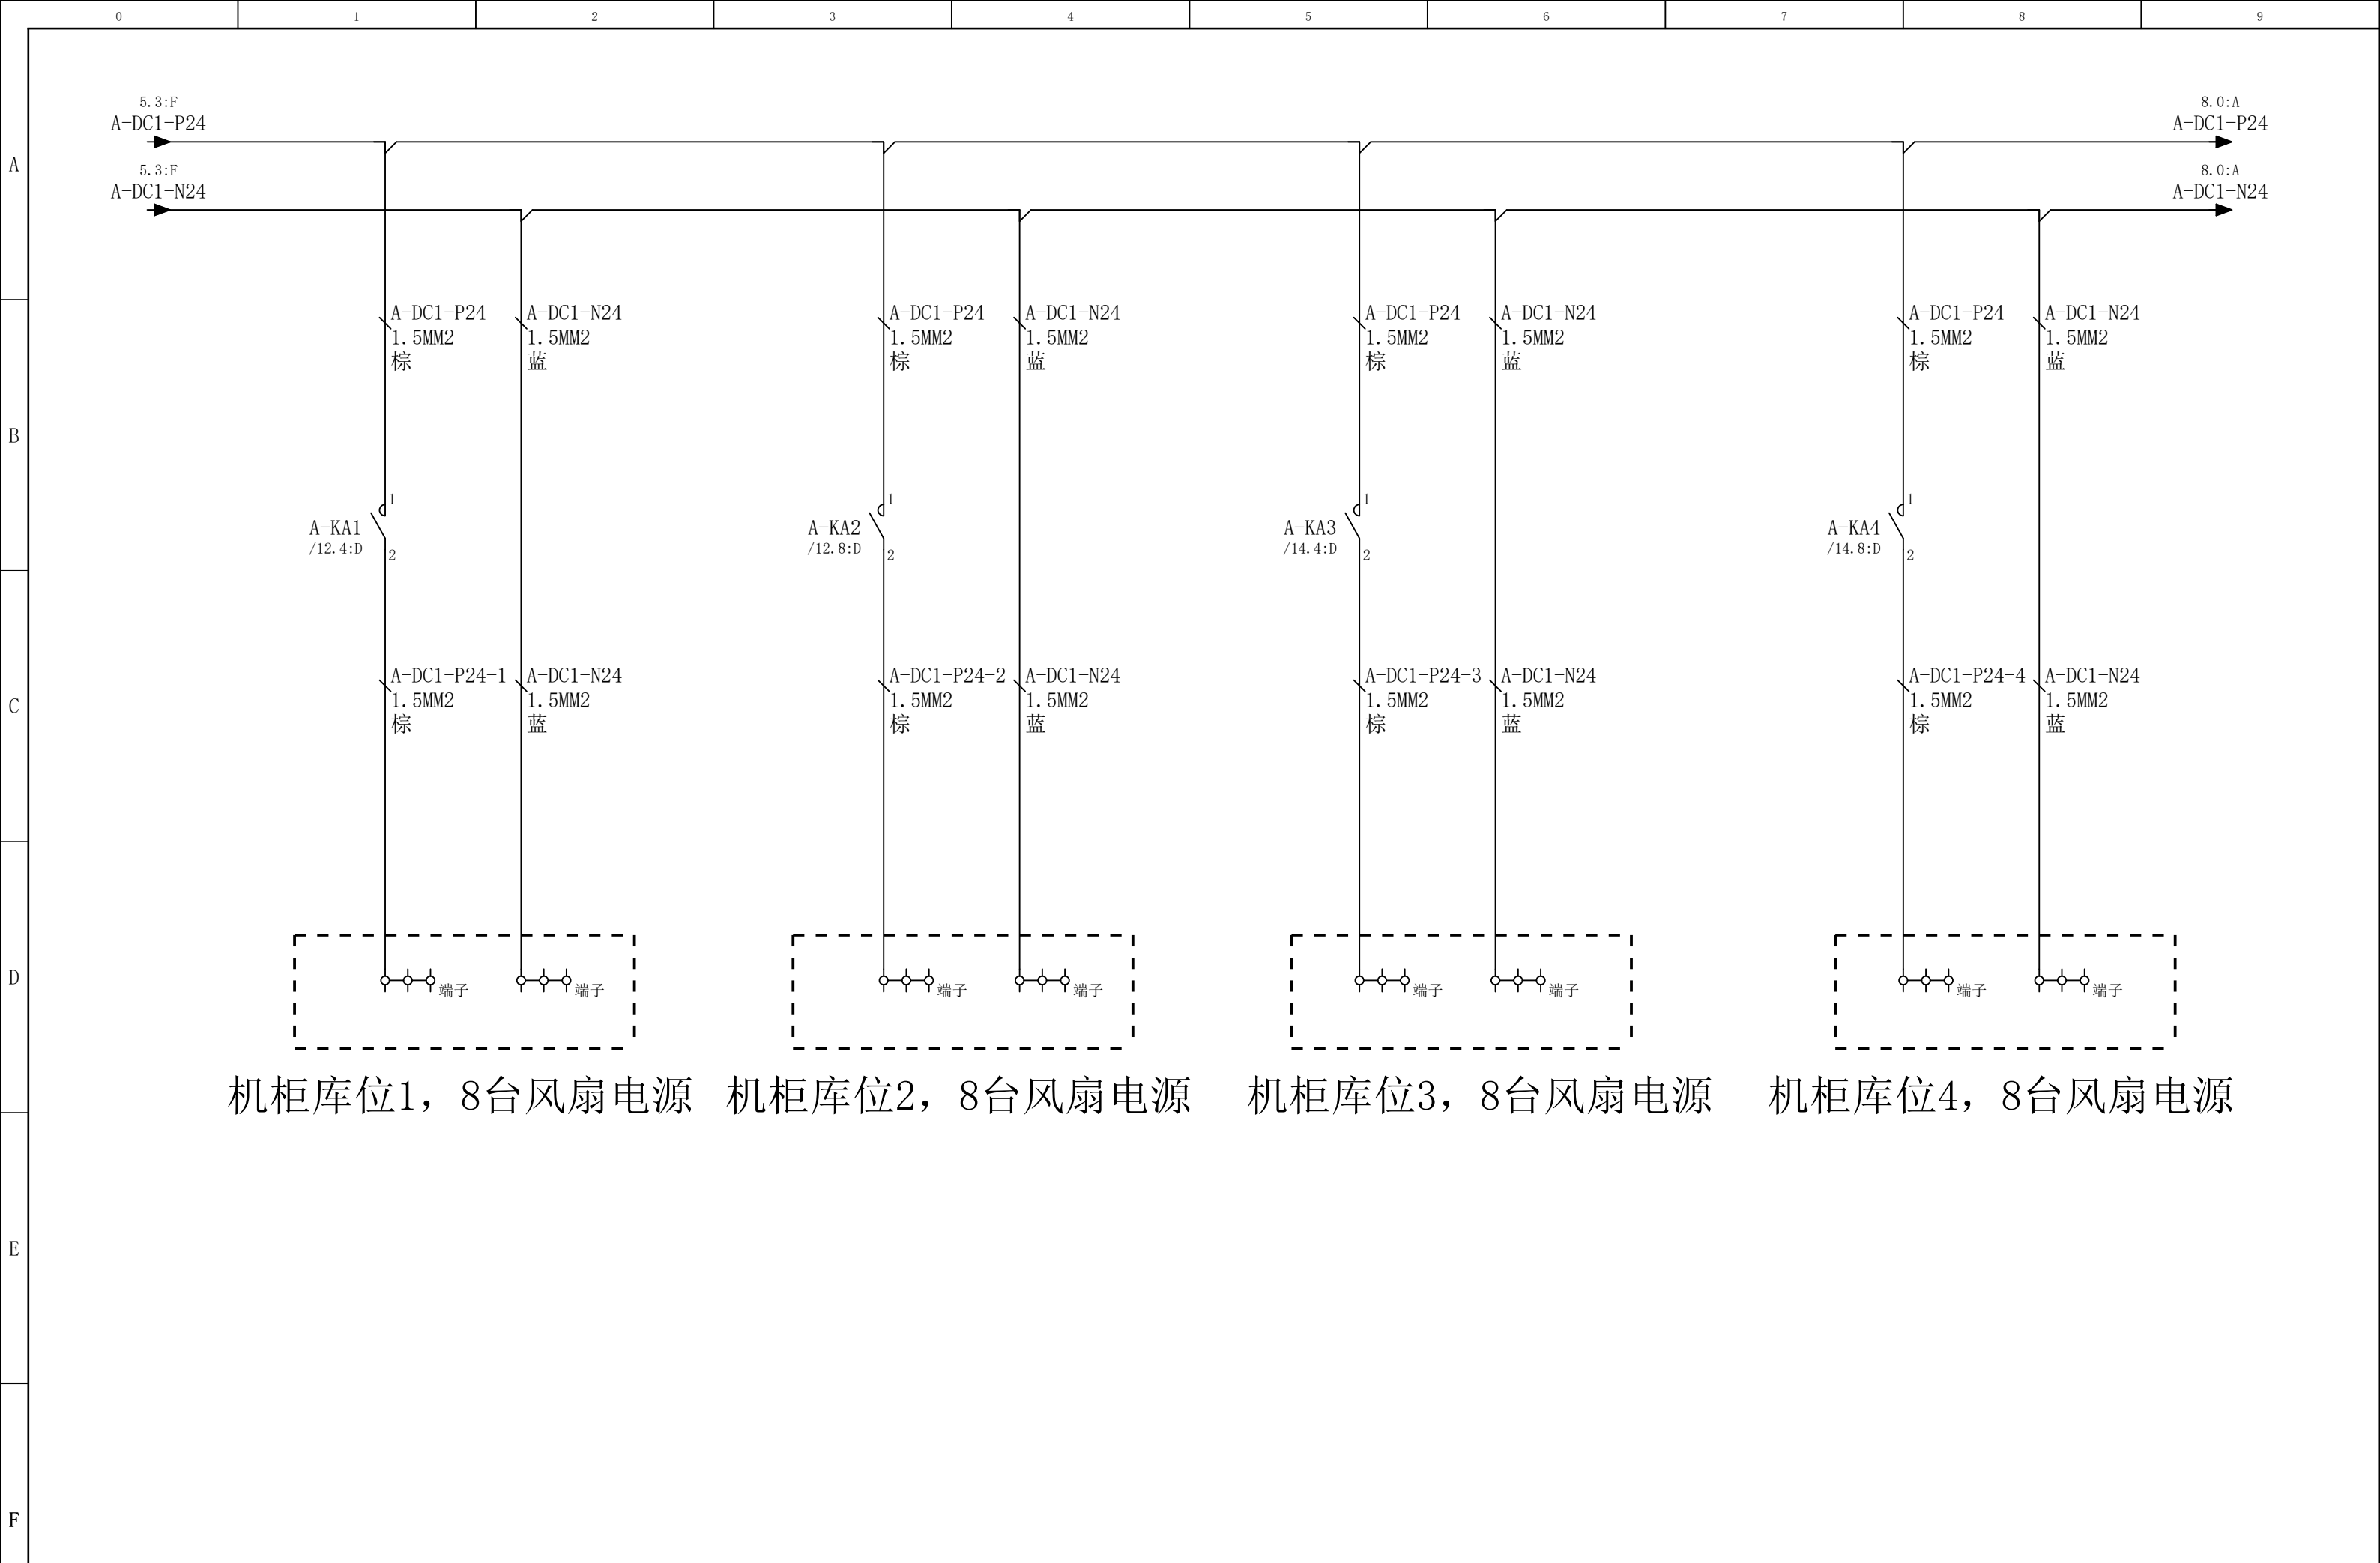 0 1 2 3 4 5 6 7 8 9
5.3:F
A-DC1-P24
8.0:A
A-DC1-P24
A
5.3:F
A-DC1-N24
8.0:A
A-DC1-N24
A-DC1-P24
1.5MM2
棕
A-DC1-N24
1.5MM2
蓝
A-DC1-P24
1.5MM2
棕
A-DC1-N24
1.5MM2
蓝
A-DC1-P24
1.5MM2
棕
A-DC1-N24
1.5MM2
蓝
A-DC1-P24
1.5MM2
棕
A-DC1-N24
1.5MM2
蓝
B
1
A-KA1
/12.4:D
2
1
A-KA2
/12.8:D
2
1
A-KA3
/14.4:D
2
1
A-KA4
/14.8:D
2
A-DC1-P24-1
1.5MM2
棕
A-DC1-N24
1.5MM2
蓝
A-DC1-P24-2
1.5MM2
棕
A-DC1-N24
1.5MM2
蓝
A-DC1-P24-3
1.5MM2
棕
A-DC1-N24
1.5MM2
蓝
A-DC1-P24-4
1.5MM2
棕
A-DC1-N24
1.5MM2
蓝
C
D
端子 端子 端子 端子 端子 端子 端子 端子
机柜库位1，8台风扇电源
机柜库位2，8台风扇电源
机柜库位3，8台风扇电源
机柜库位4，8台风扇电源
E
F